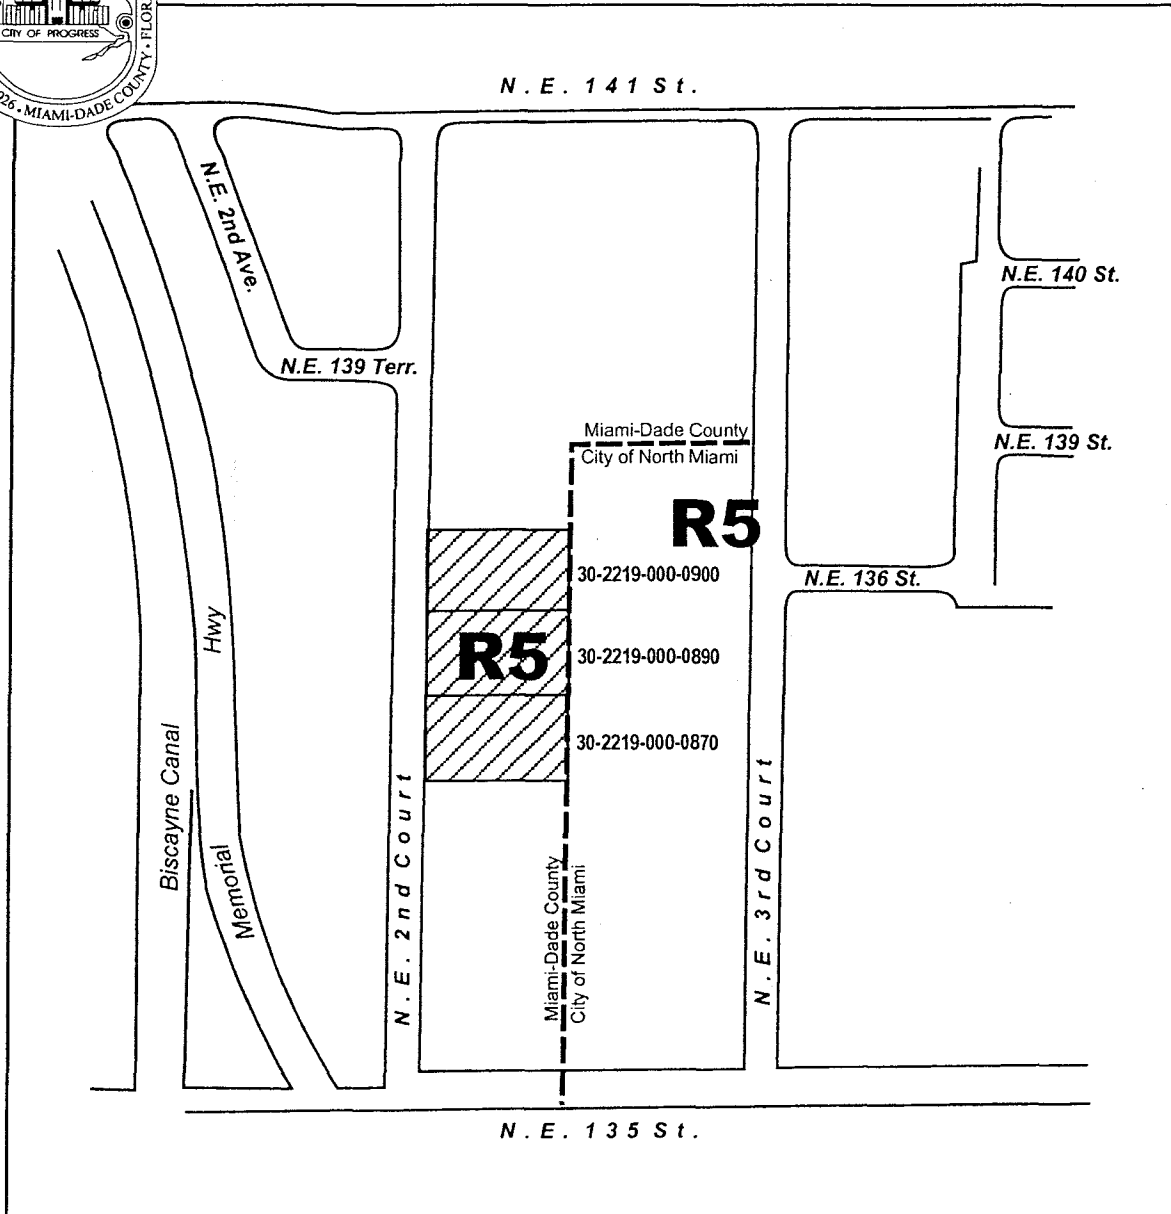 CITY OF PROGRESS
926 • MIAMI-DADE COUNTY • FLOR
N.E. 141 St.
N.E. 2nd Ave.
N.E. 140 St.
N.E. 139 Terr.
Miami-Dade County
City of North Miami
N.E. 139 St.
R5
30-2219-000-0900
N.E. 136 St.
Hwy
R5
30-2219-000-0890
30-2219-000-0870
Biscayne Canal
Memorial
N.E. 2nd Court
Miami-Dade County
City of North Miami
N.E. 3rd Court
N.E. 135 St.